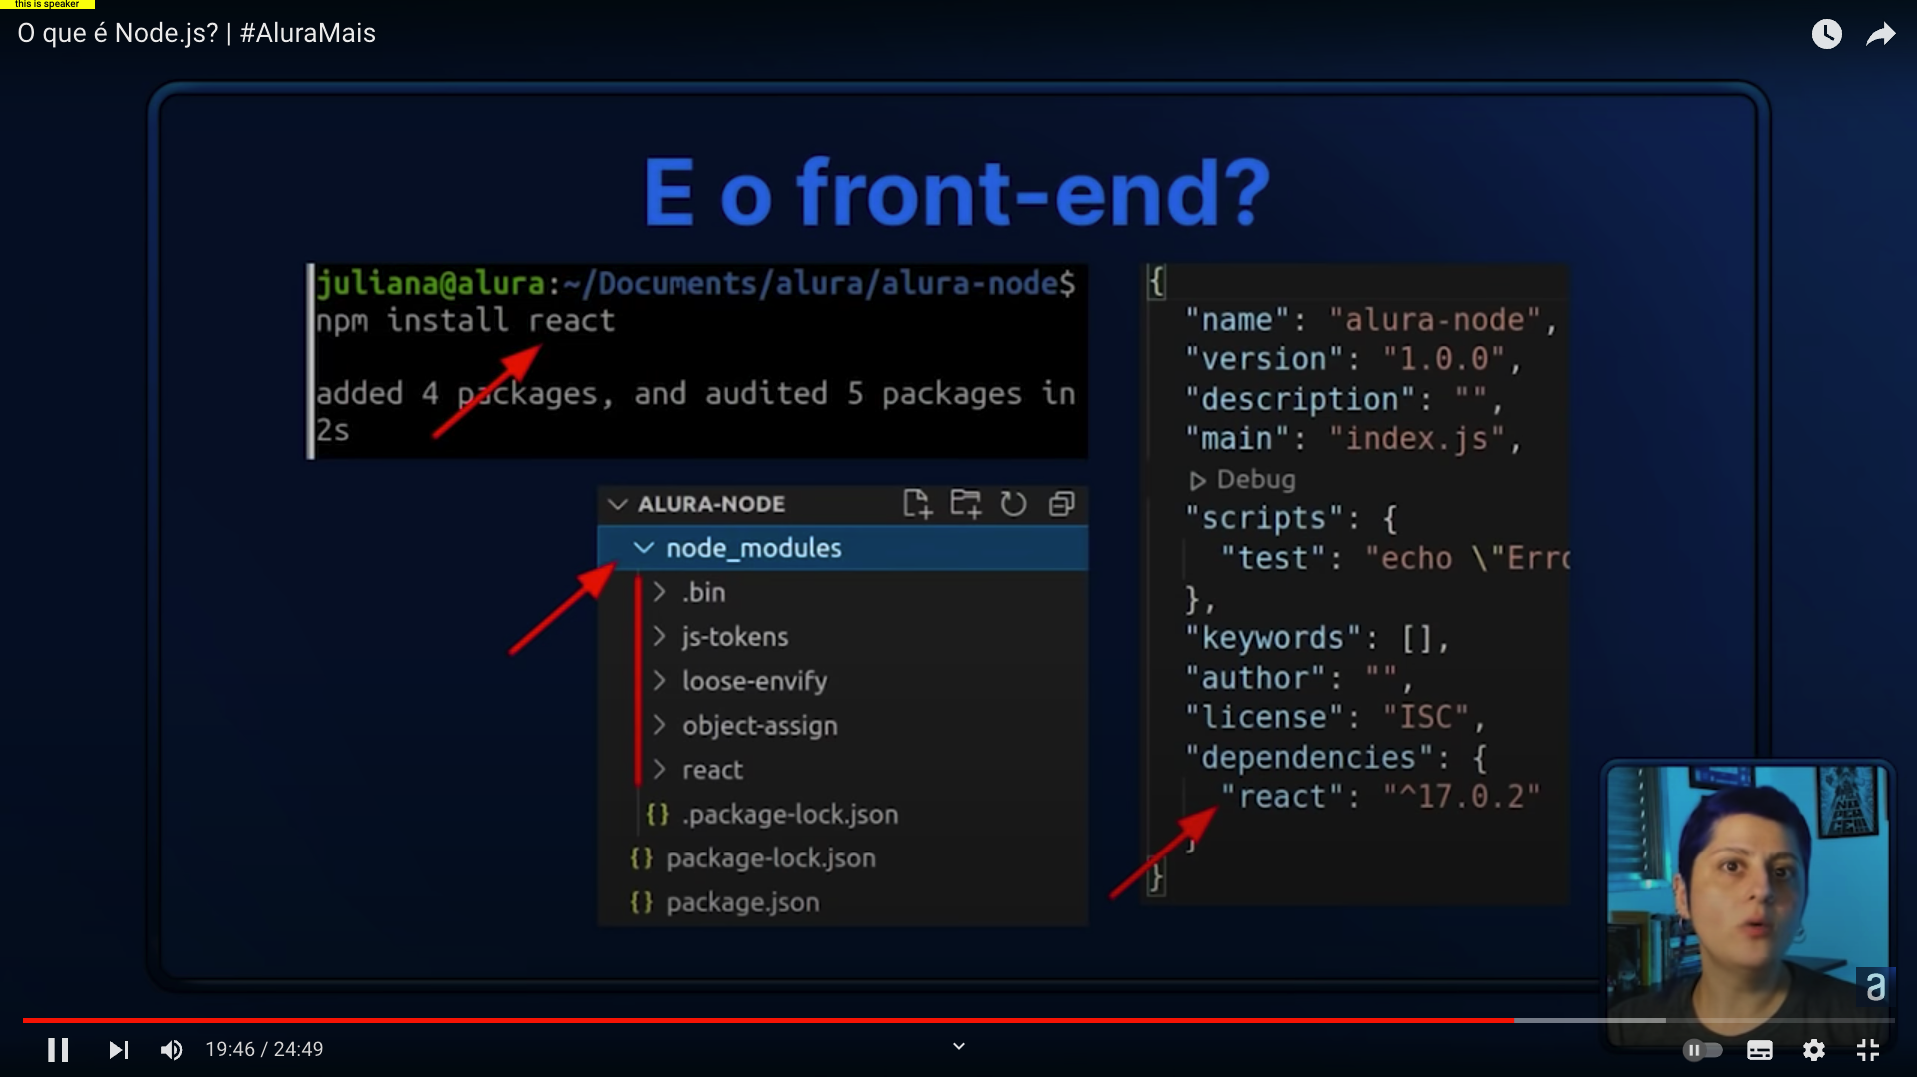 this is speaker
O que é Node.js? | #AluraMais
E o front-end?
juliana@alura:~/Documents/alura/alura-node$
npm install react
added 4 packages, and audited 5 packages in
2s
ALURA-NODE
node_modules
.bin
js-tokens
loose-envify
object-assign
react
{} .package-lock.json
{} package-lock.json
{} package.json
{
"name": "alura-node",
"version": "1.0.0",
"description": "",
"main": "index.js",
Debug
"scripts": {
"test": "echo \"Erro
},
"keywords": [],
"author": "",
"license": "ISC",
"dependencies": {
"react": "^17.0.2"
}
}
a
19:46 / 24:49